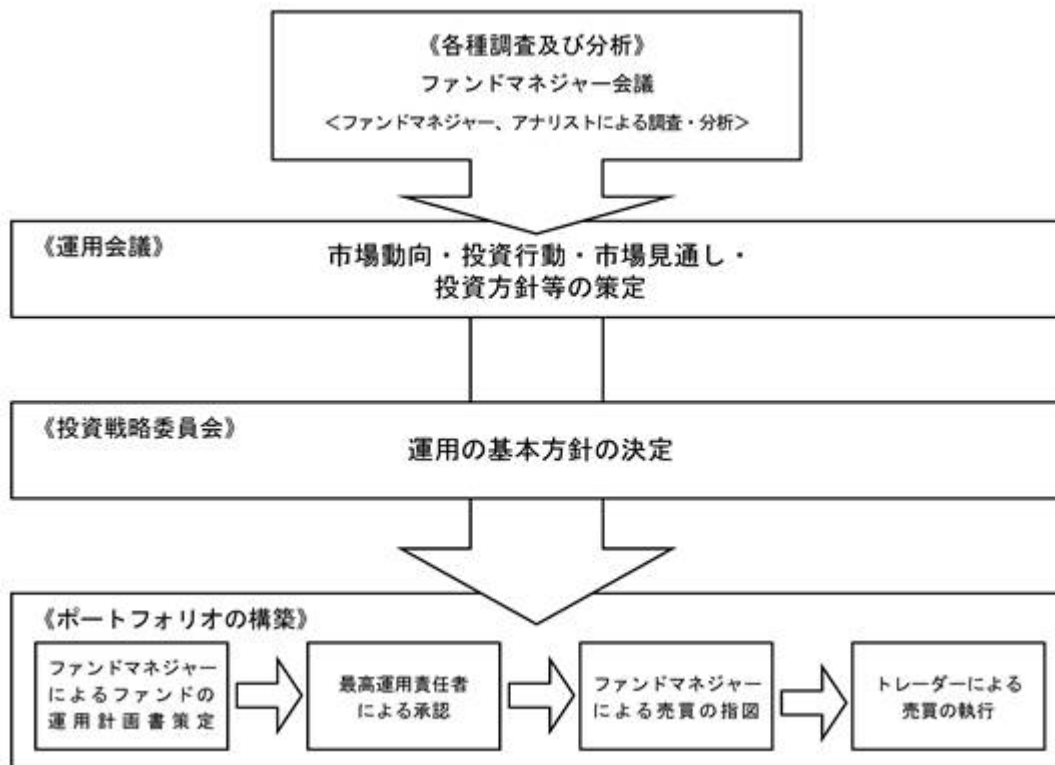 《各種調査及び分析》
ファンドマネジャー会議
＜ファンドマネジャー、アナリストによる調査・分析＞
《運用会議》
市場動向・投資行動・市場見通し・
投資方針等の策定
《投資戦略委員会》
運用の基本方針の決定
《ポートフォリオの構築》
ファンドマネジャー
によるファンドの
運用計画書策定
最高運用責任者
による承認
ファンドマネジャー
による売買の指図
トレーダーによる
売買の執行